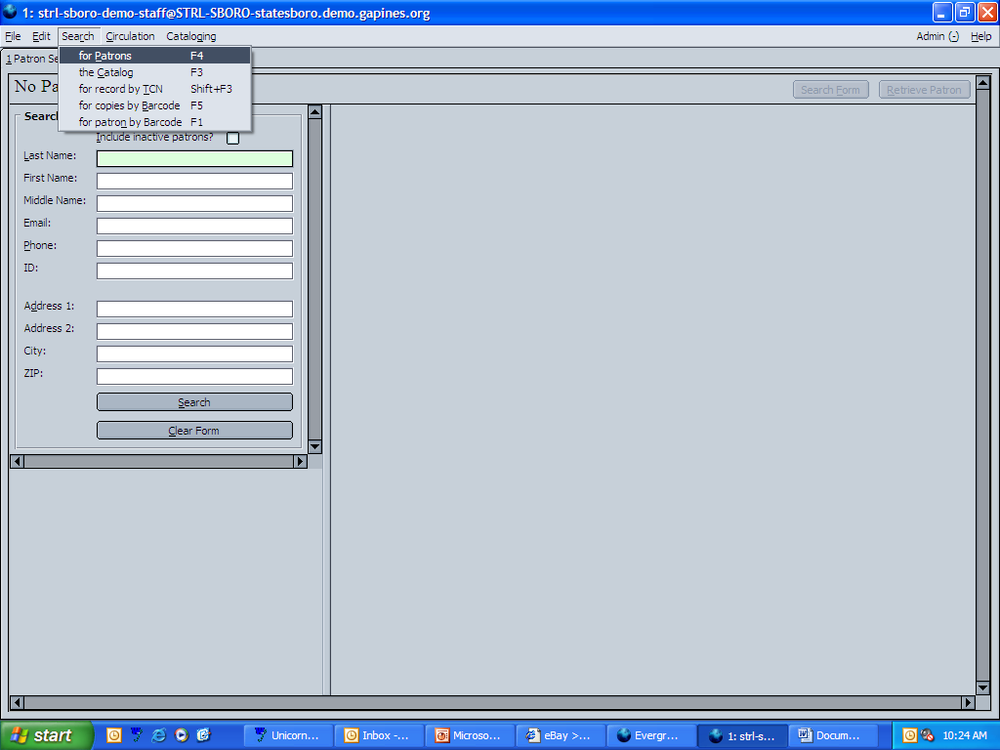 1: strl-sboro-demo-staff@STRL-SBORO-statesboro.demo.gapines.org
File Edit Search Circulation Cataloging Admin (-) Help
1 Patron Se
for Patrons F4
the Catalog F3
for record by TCN Shift+F3
for copies by Barcode F5
for patron by Barcode F1
No Pa
Search Form Retrieve Patron
Search
Include inactive patrons?
Last Name:
First Name:
Middle Name:
Email:
Phone:
ID:
Address 1:
Address 2:
City:
ZIP:
Search
Clear Form
start Unicorn... Inbox -... Microso... eBay >... Evergr... 1: strl-s... Docum... 10:24 AM